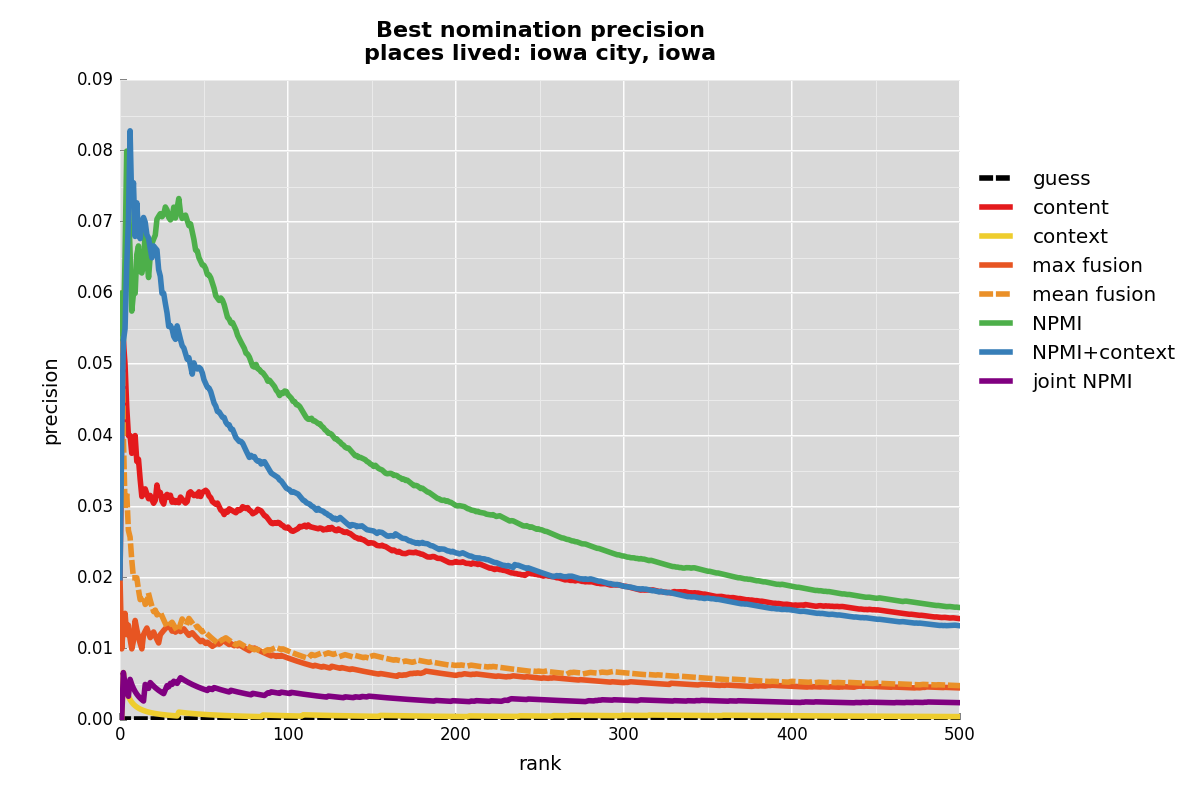 Best nomination precision
places lived: iowa city, iowa
0.09
0.08
0.07
0.06
0.05
0.04
0.03
0.02
0.01
0.00
precision
0 100 200 300 400 500
rank
guess
content
context
max fusion
mean fusion
NPMI
NPMI+context
joint NPMI